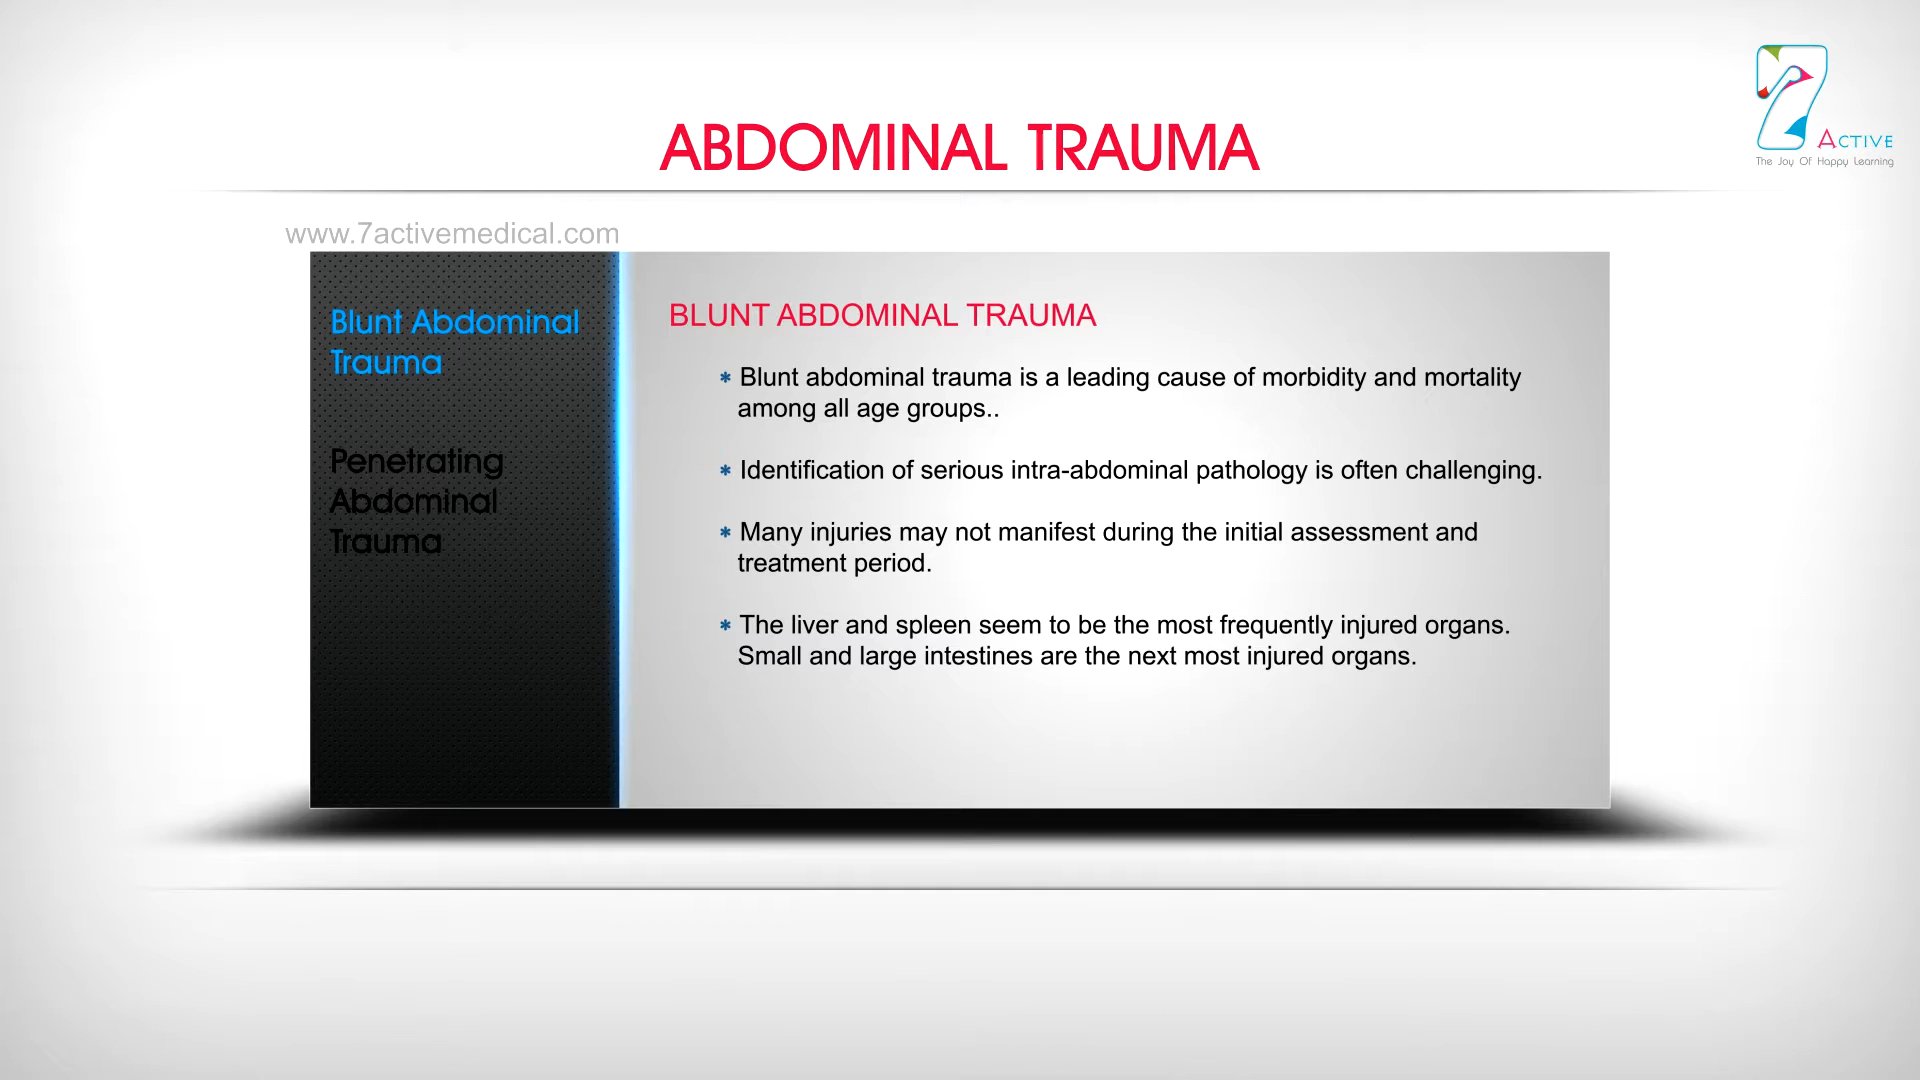 7
ACTIVE
The Joy Of Happy Learning
ABDOMINAL TRAUMA
www.7activemedical.com
Blunt Abdominal
Trauma
Penetrating
Abdominal
Trauma
BLUNT ABDOMINAL TRAUMA
* Blunt abdominal trauma is a leading cause of morbidity and mortality
among all age groups..
* Identification of serious intra-abdominal pathology is often challenging.
* Many injuries may not manifest during the initial assessment and
treatment period.
* The liver and spleen seem to be the most frequently injured organs.
Small and large intestines are the next most injured organs.